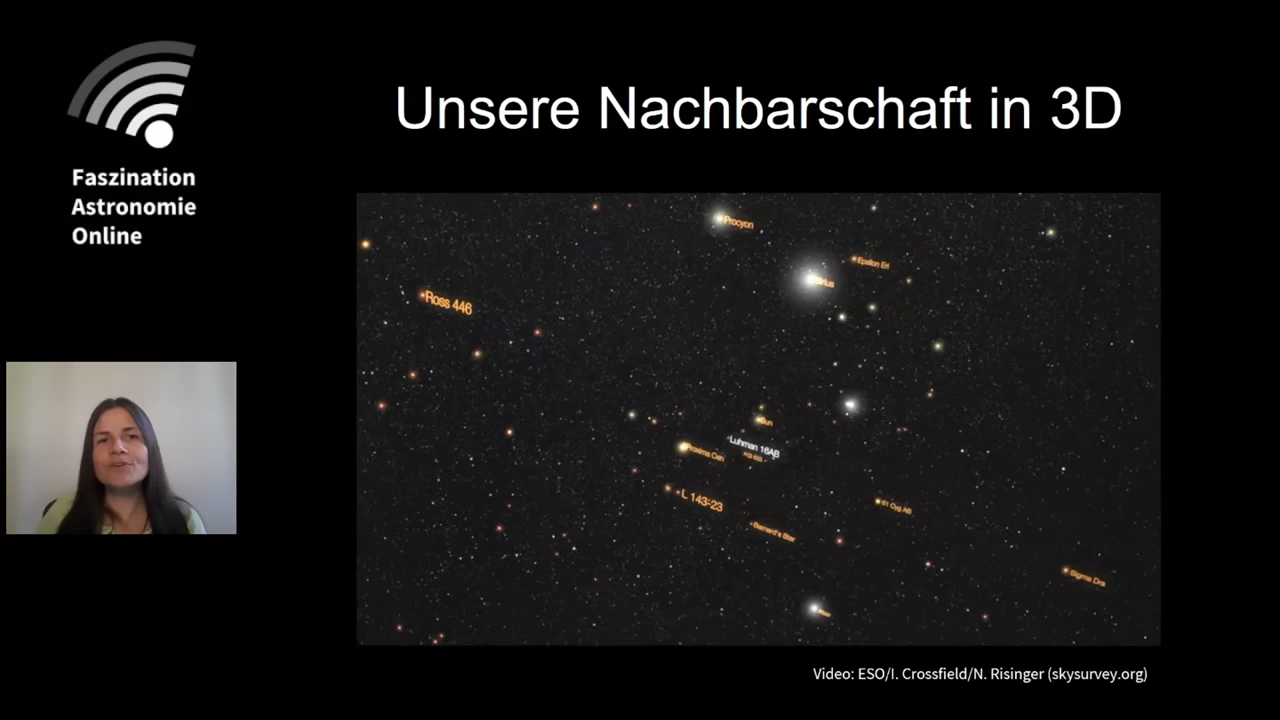 Faszination
Astronomie
Online
Unsere Nachbarschaft in 3D
Procyon
Epsilon Eri
Sirius
Ross 446
Sun
Luhman 16AB
Proxima Cen
L 143-23
61 Cyg AB
Barnard's Star
Sigma Dra
Video: ESO/I. Crossfield/N. Risinger (skysurvey.org)